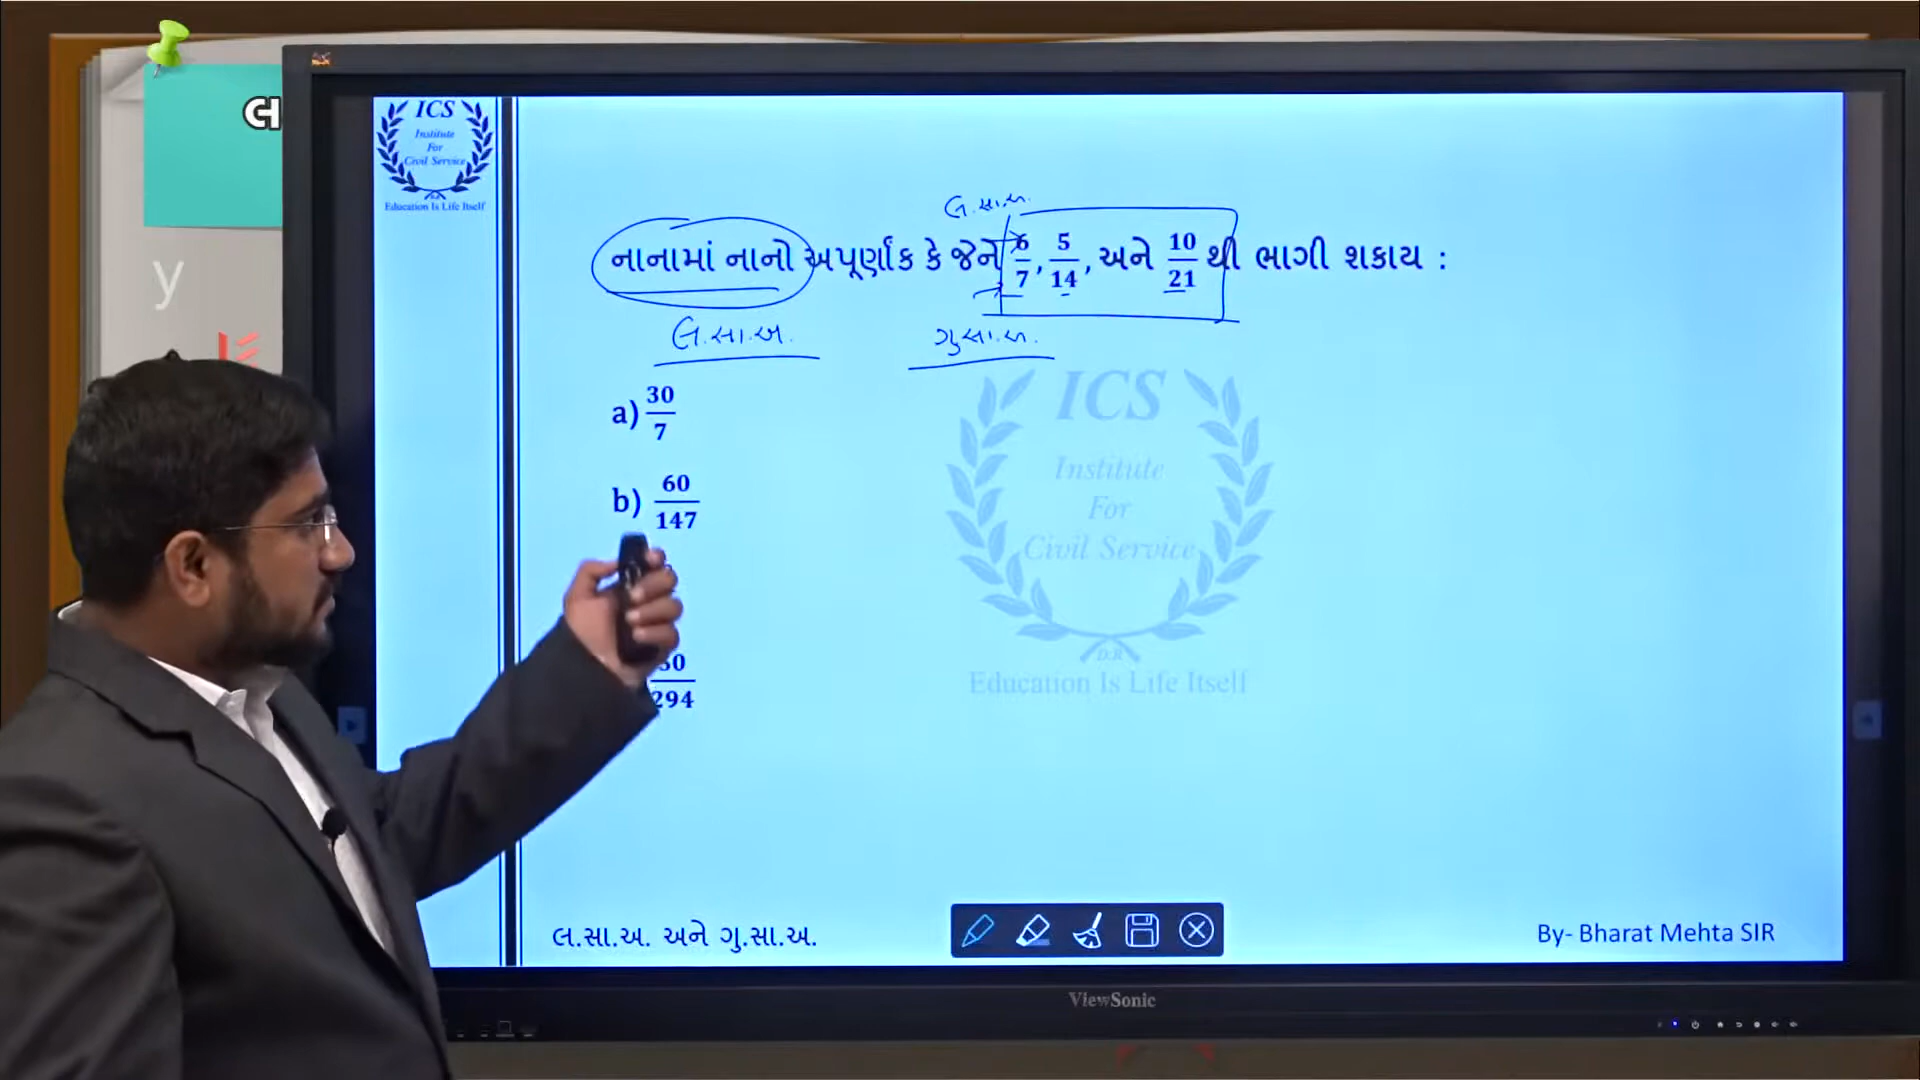 લ
y
ICS
Institute
For
Civil Service
Education Is Life Itself
લ.સા.અ.
નાનામાં નાનો અપૂર્ણાંક કે જેને 6/7, 5/14, અને 10/21 થી ભાગી શકાય :
લ.સા.અ. ગુ.સા.અ.
a) 30/7
b) 60/147
294
ICS
Institute
For
Civil Service
D.R
Education Is Life Itself
લ.સા.અ. અને ગુ.સા.અ.
By- Bharat Mehta SIR
ViewSonic